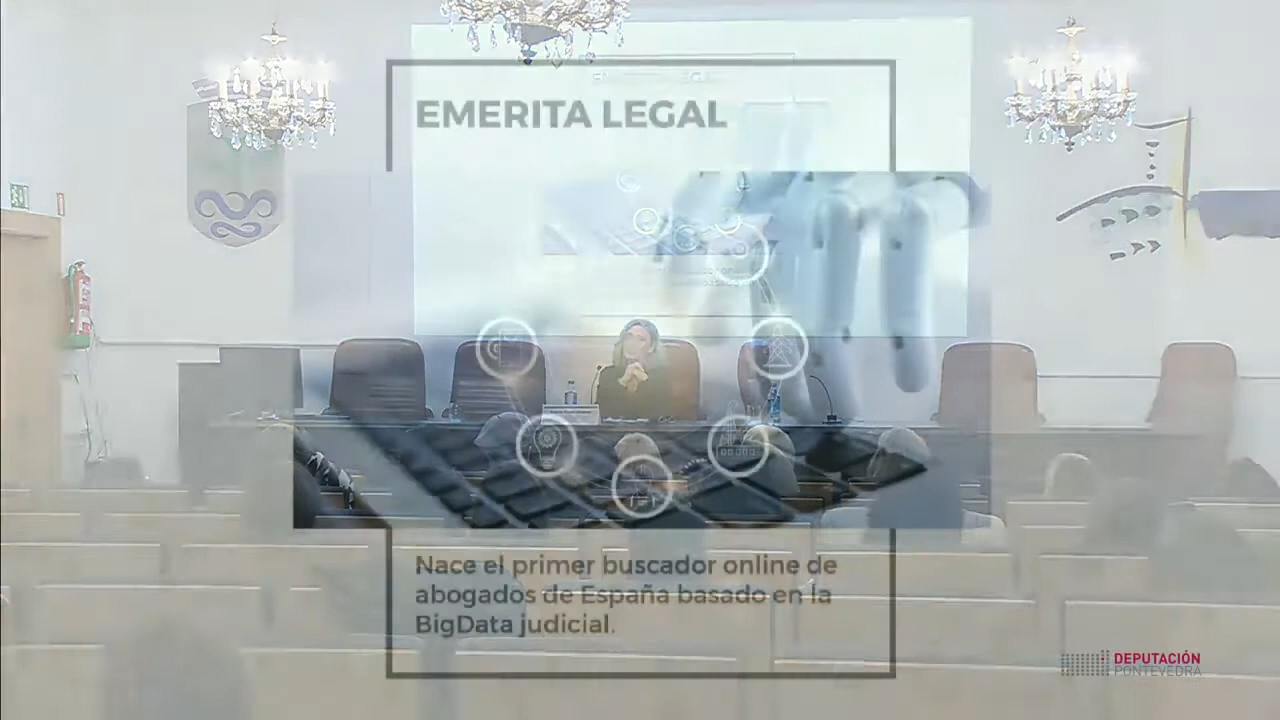 EMERITA LEGAL
Nace el primer buscador online de
abogados de España basado en la
BigData judicial.
DEPUTACIÓN
PONTEVEDRA